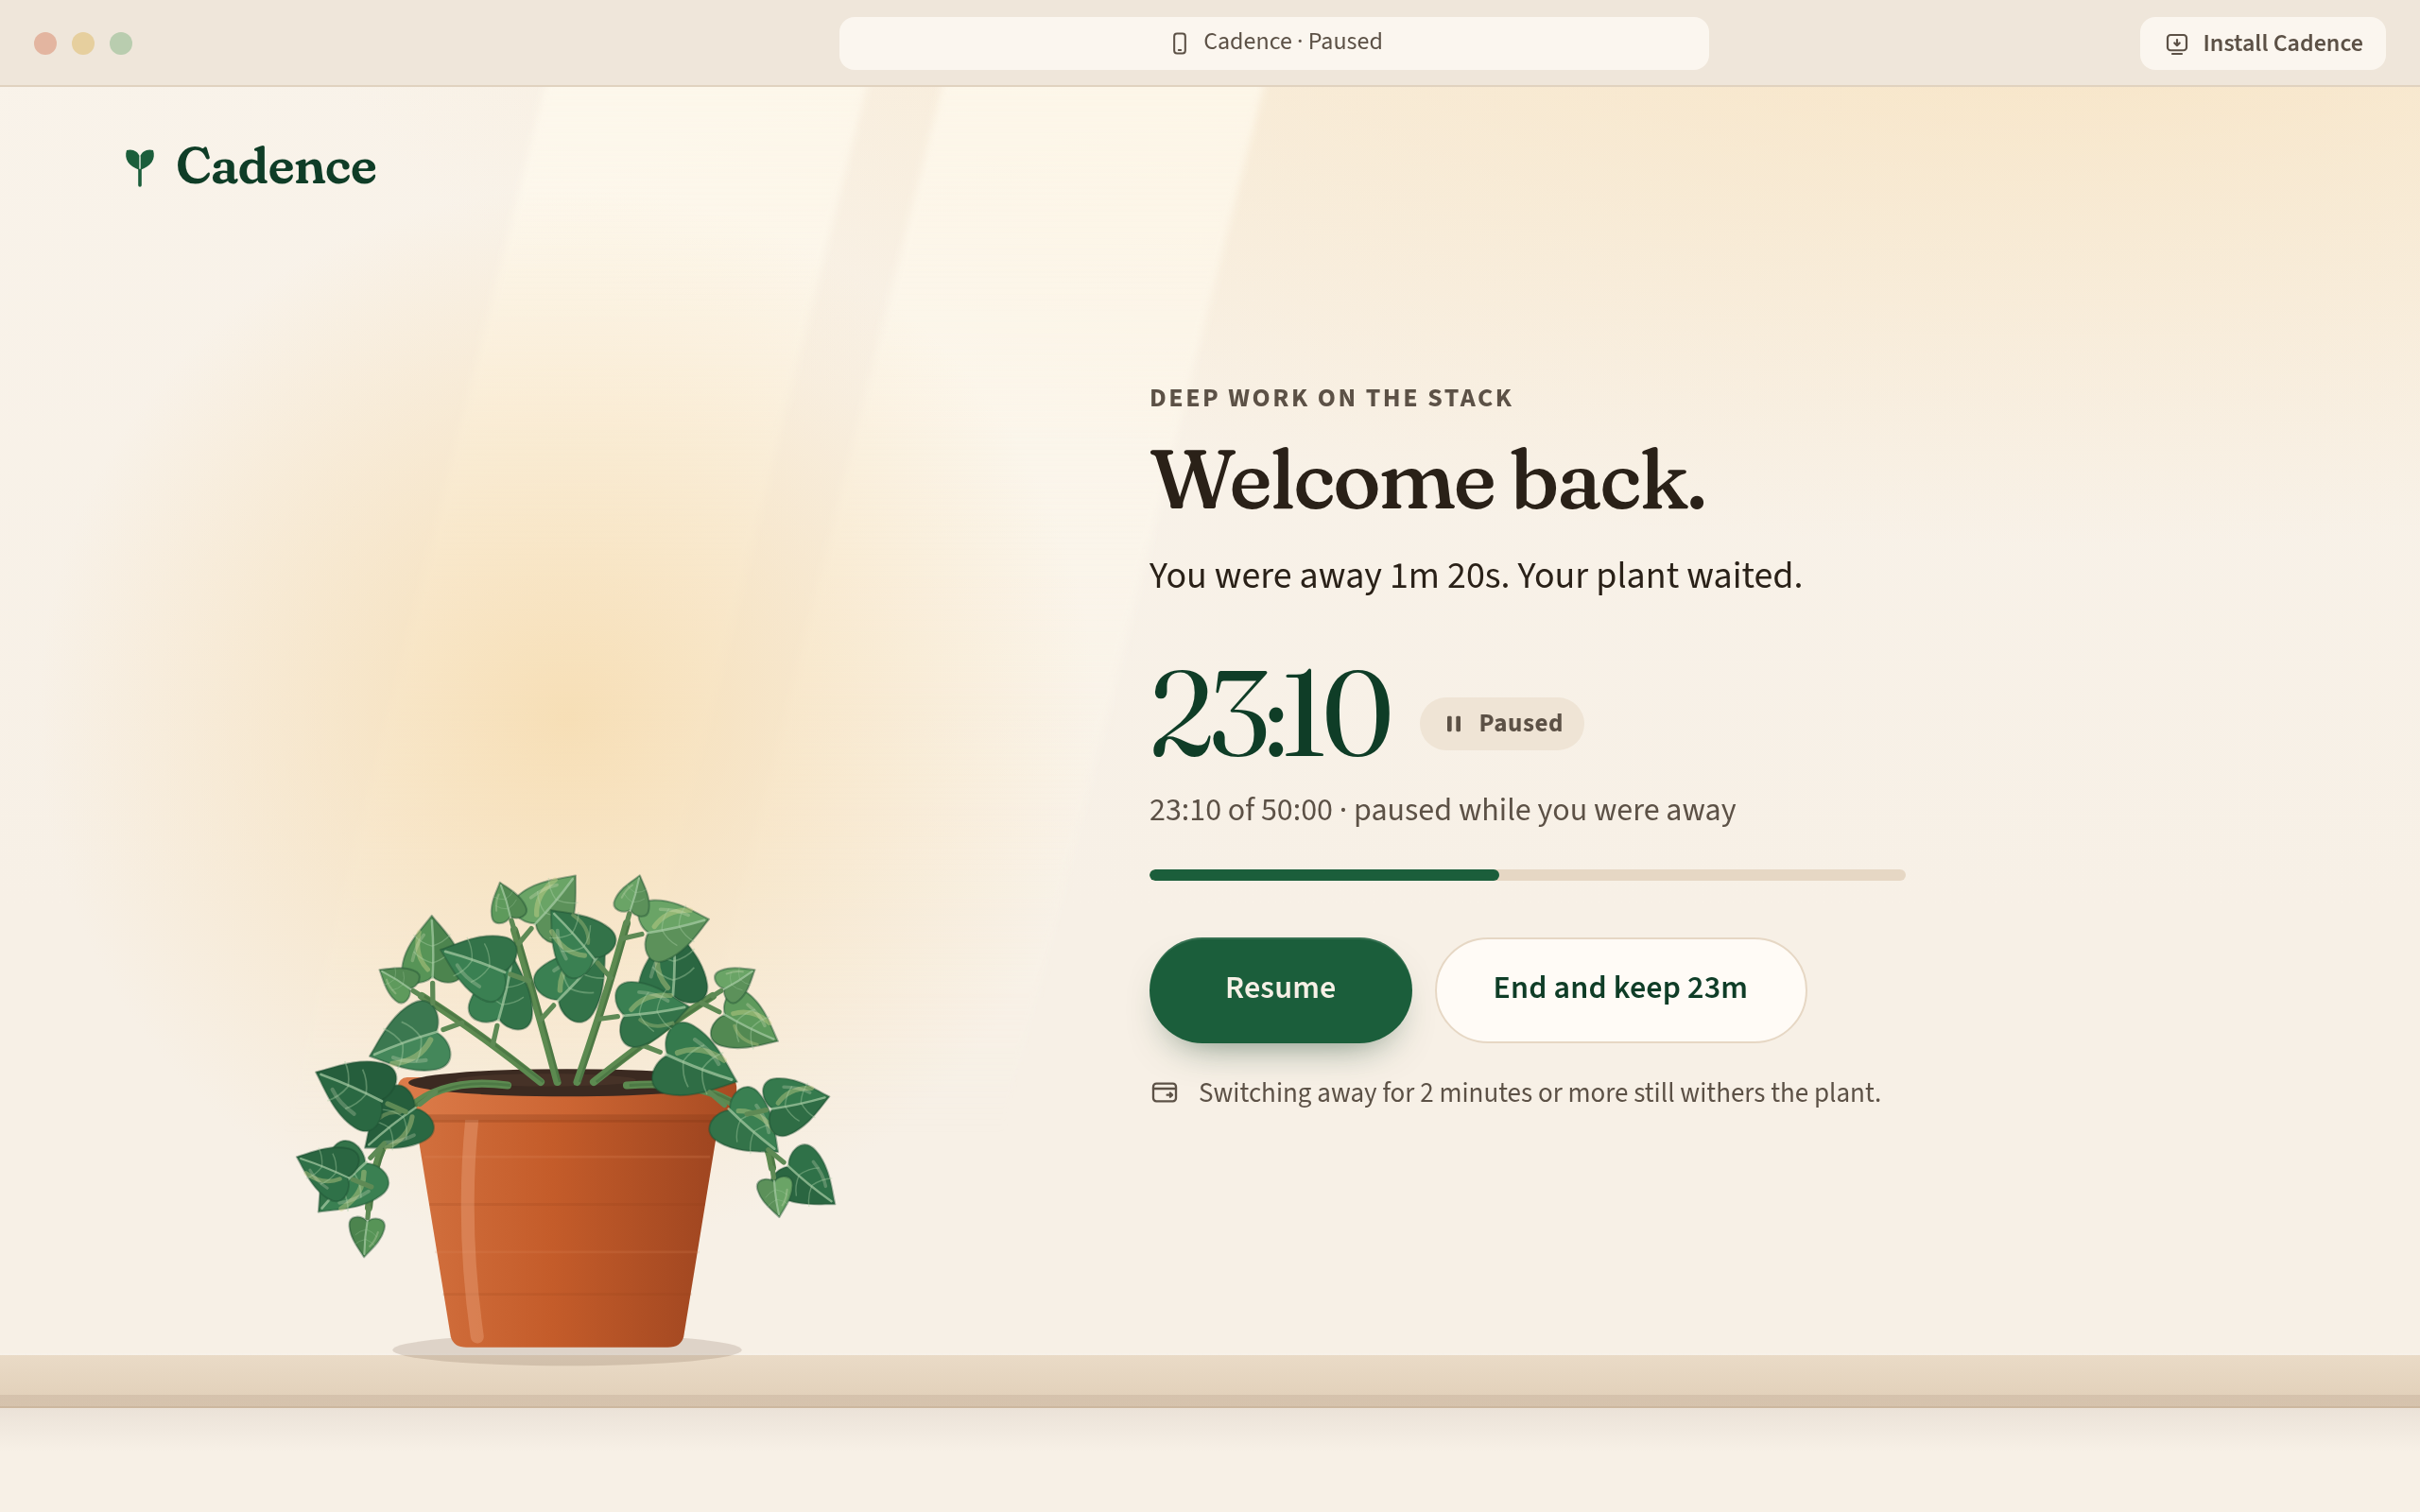 Cadence · Paused
Install Cadence
Cadence
DEEP WORK ON THE STACK
Welcome back.
You were away 1m 20s. Your plant waited.
23:10
Paused
23:10 of 50:00 · paused while you were away
Resume
End and keep 23m
Switching away for 2 minutes or more still withers the plant.